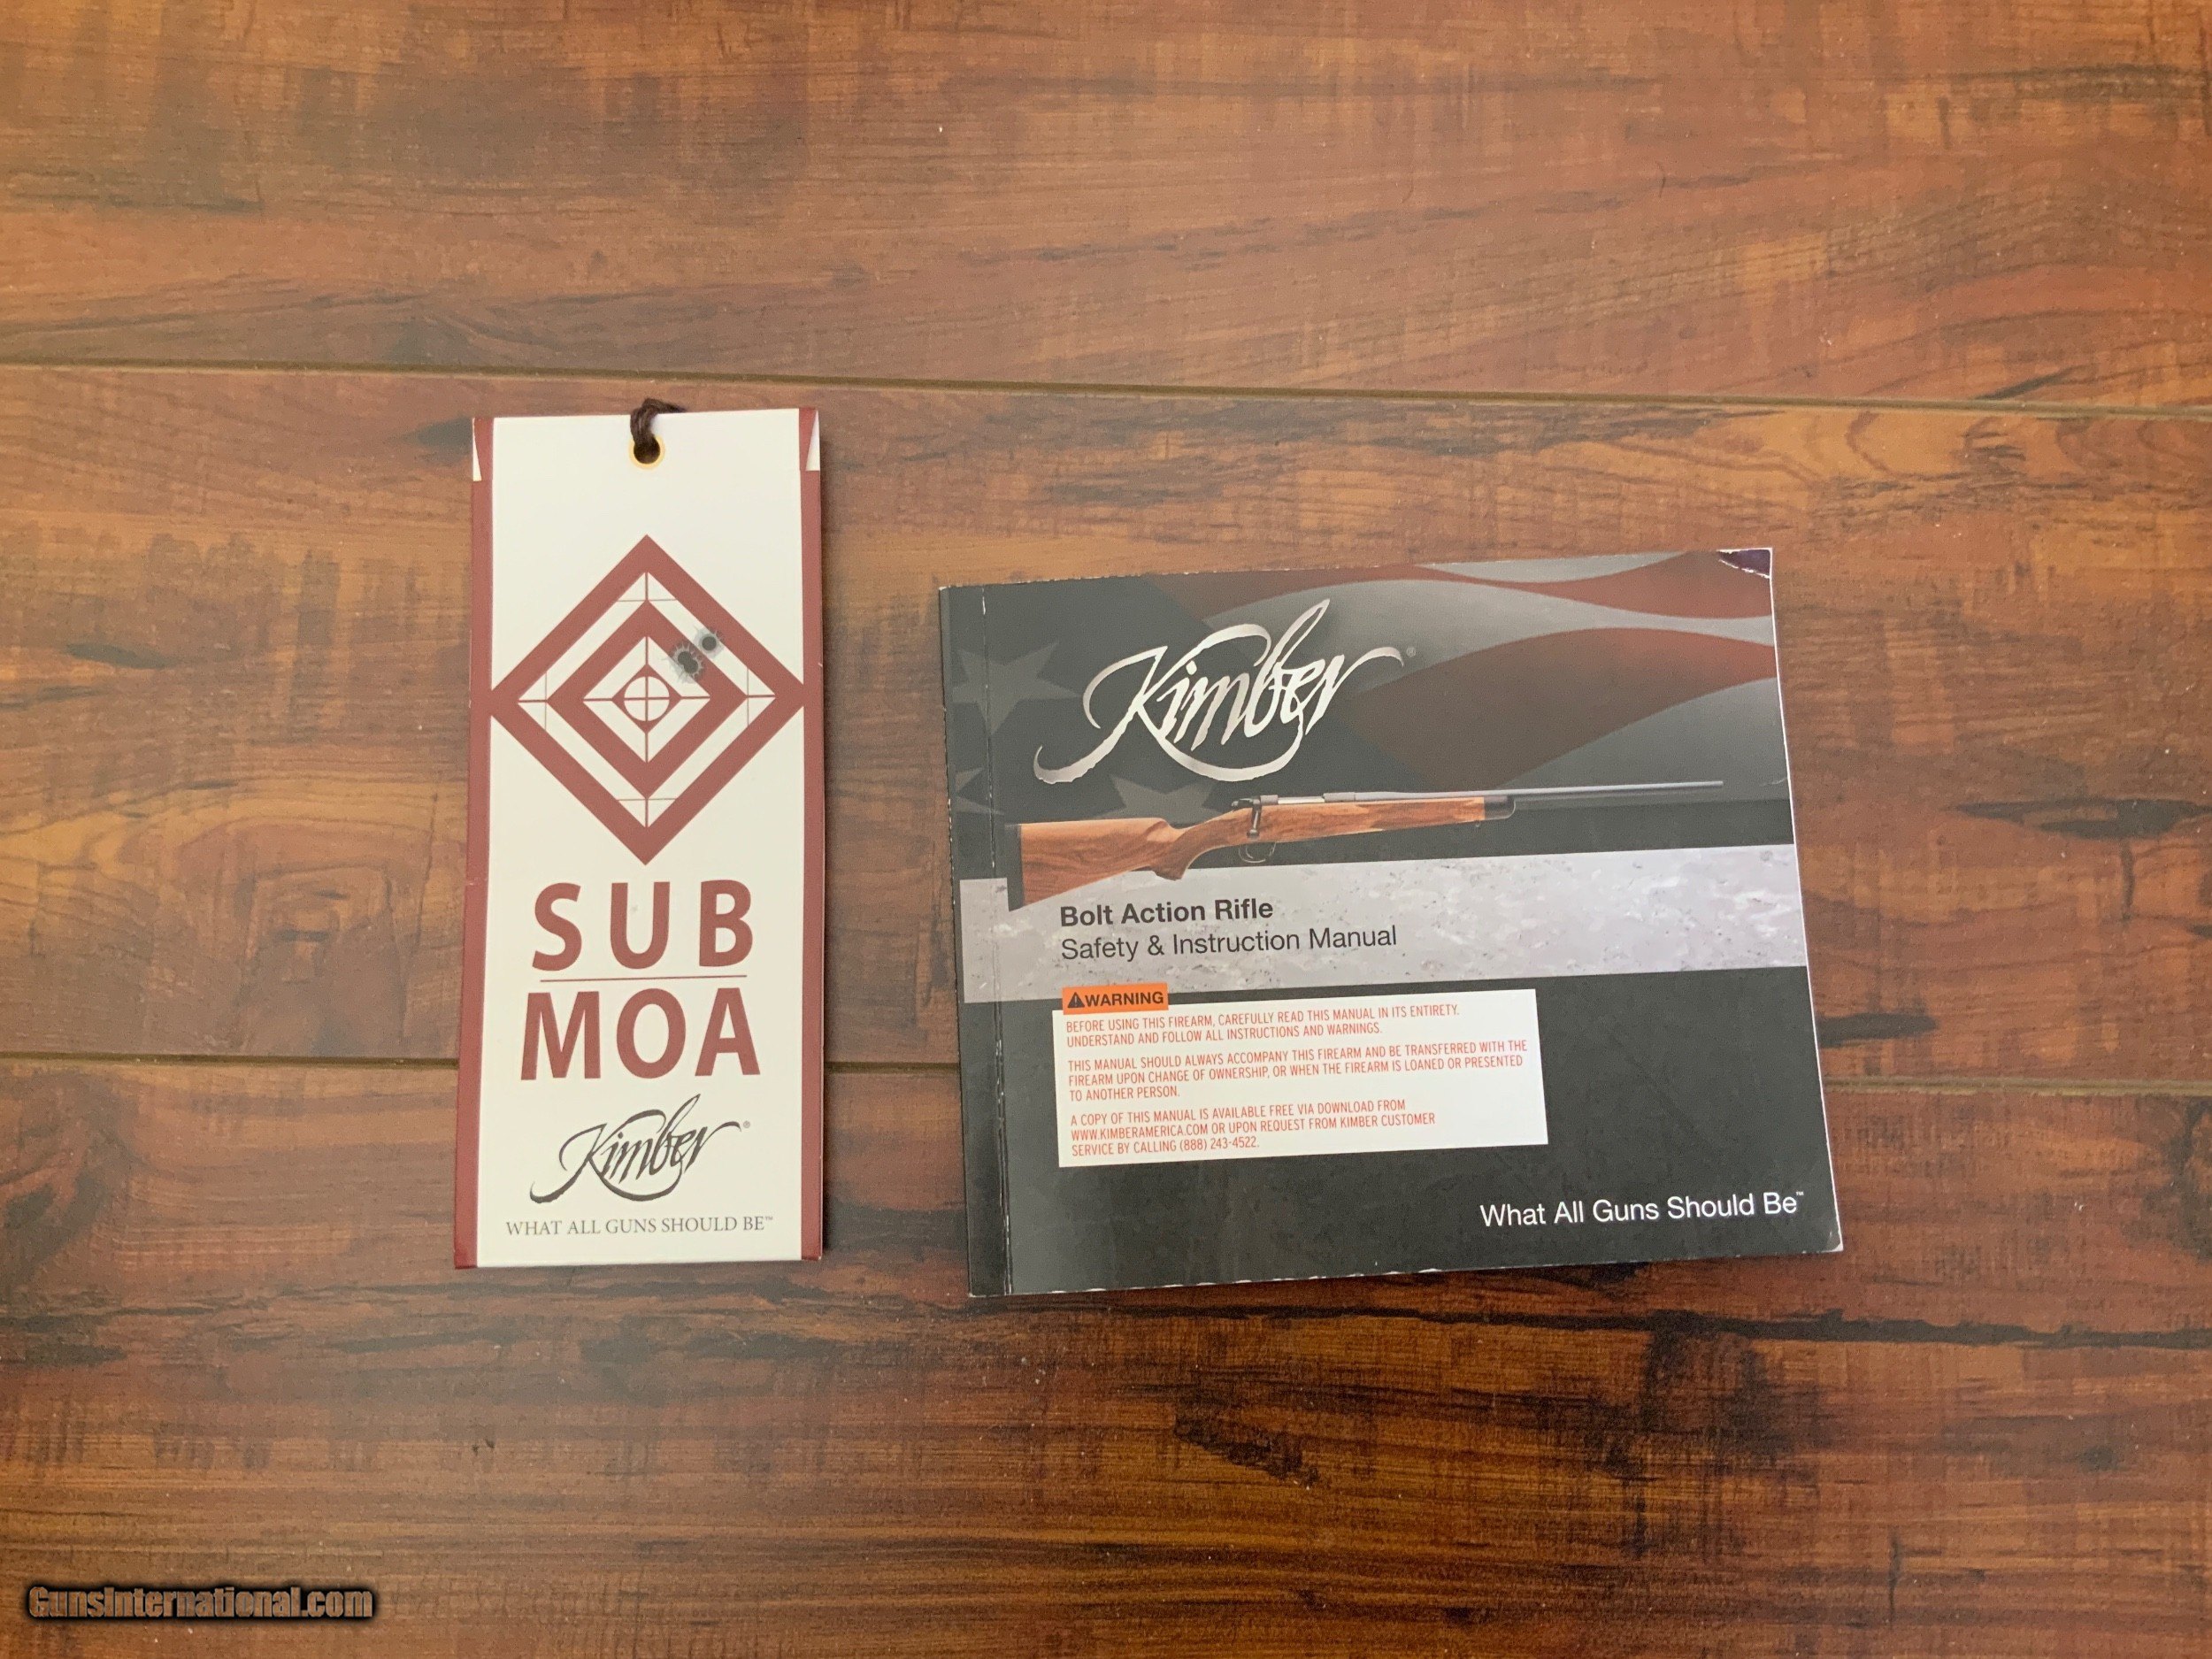 SUB
MOA
Kimber®
WHAT ALL GUNS SHOULD BE™
Kimber®
Bolt Action Rifle
Safety & Instruction Manual
WARNING
BEFORE USING THIS FIREARM, CAREFULLY READ THIS MANUAL IN ITS ENTIRETY.
UNDERSTAND AND FOLLOW ALL INSTRUCTIONS AND WARNINGS.
THIS MANUAL SHOULD ALWAYS ACCOMPANY THIS FIREARM AND BE TRANSFERRED WITH THE
FIREARM UPON CHANGE OF OWNERSHIP, OR WHEN THE FIREARM IS LOANED OR PRESENTED
TO ANOTHER PERSON.
A COPY OF THIS MANUAL IS AVAILABLE FREE VIA DOWNLOAD FROM
WWW.KIMBERAMERICA.COM OR UPON REQUEST FROM KIMBER CUSTOMER
SERVICE BY CALLING (888) 243-4522.
What All Guns Should Be™
GunsInternational.com